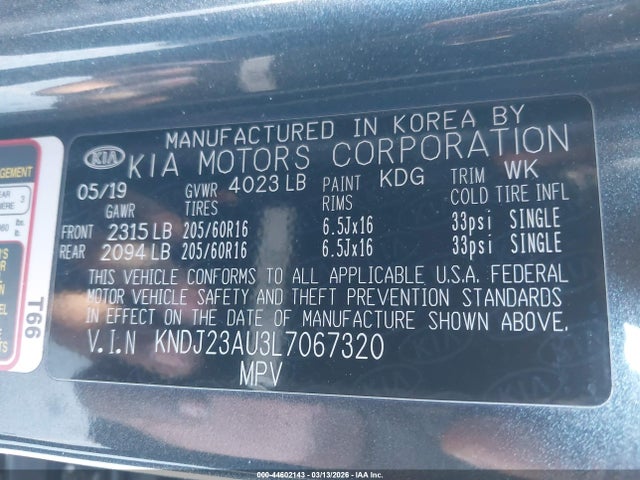 MANUFACTURED IN KOREA BY
KIA KIA MOTORS CORPORATION
05/19 GVWR 4023 LB PAINT KDG TRIM WK
GAWR TIRES RIMS COLD TIRE INFL
FRONT 2315 LB 205/60R16 6.5Jx16 33psi SINGLE
REAR 2094 LB 205/60R16 6.5Jx16 33psi SINGLE
THIS VEHICLE CONFORMS TO ALL APPLICABLE U.S.A. FEDERAL
MOTOR VEHICLE SAFETY AND THEFT PREVENTION STANDARDS
IN EFFECT ON THE DATE OF MANUFACTURE SHOWN ABOVE.
V.I.N KNDJ23AU3L7067320
MPV
T66
000-44602143 - 03/13/2026 - IAA Inc.